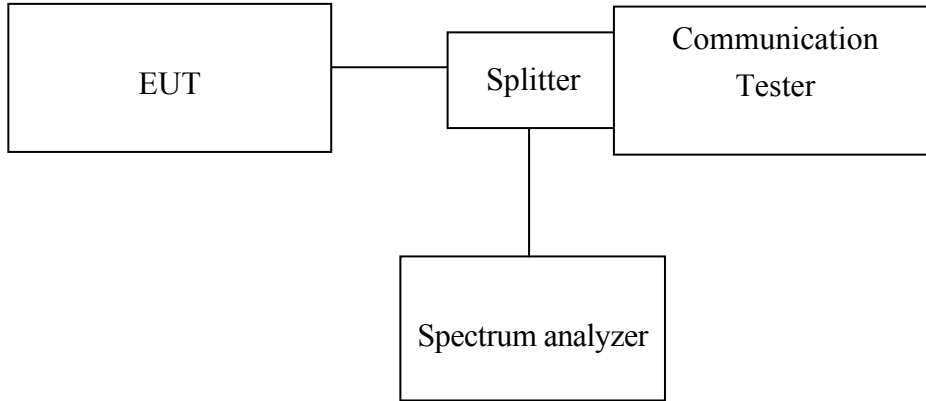 EUT
Splitter
Communication
Tester
Spectrum analyzer